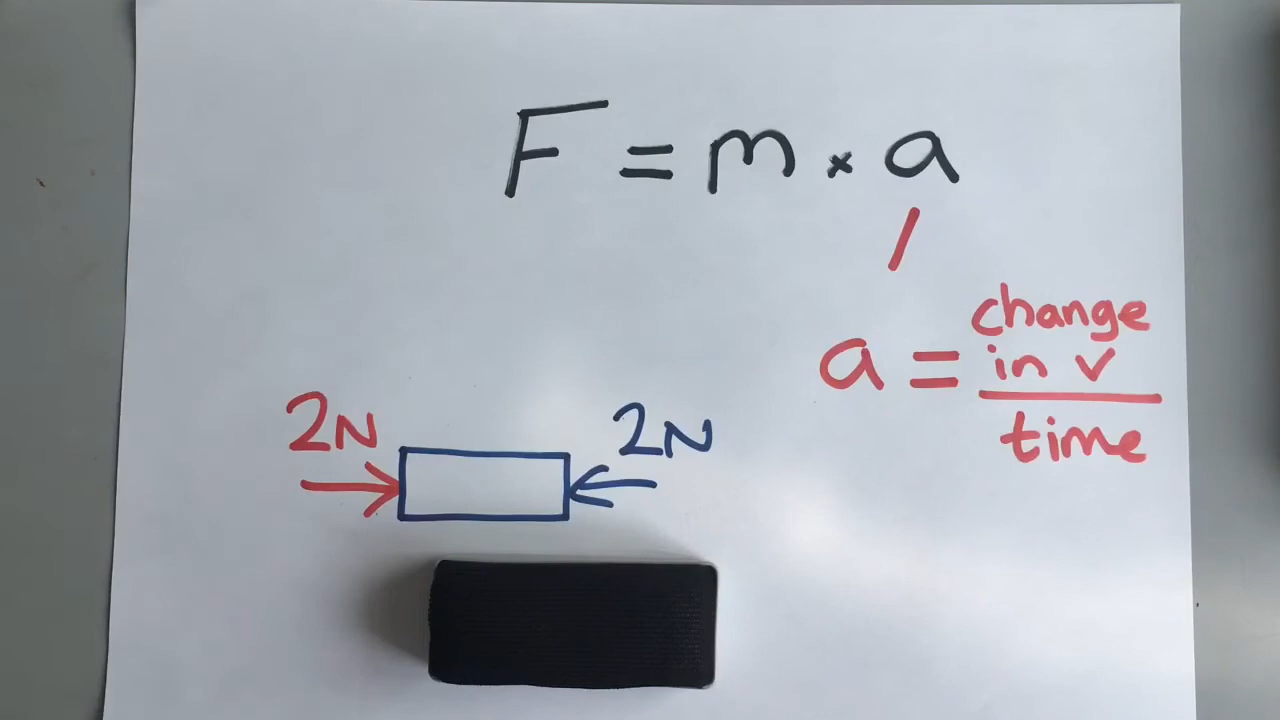 F = m × a
a = change
in v
time
2N
2N